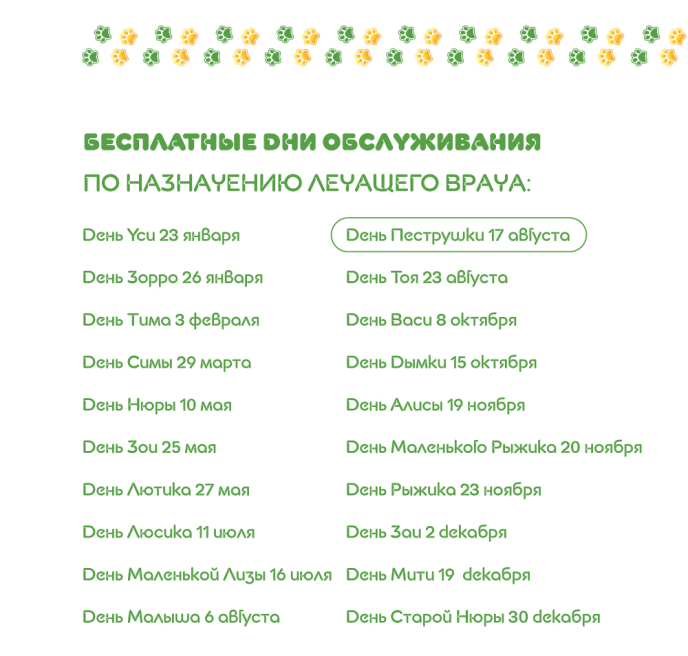 БЕСПЛАТНЫЕ DНИ ОБСЛУЖИВАНИЯ
ПО НАЗНАЧЕНИЮ ЛЕЧАЩЕГО ВРАЧА:
День Уси 23 января
День Зорро 26 января
День Тима 3 февраля
День Симы 29 марта
День Нюры 10 мая
День Зои 25 мая
День Лютика 27 мая
День Люсика 11 июля
День Маленькой Лизы 16 июля
День Малыша 6 августа
День Пеструшки 17 августа
День Тоя 23 августа
День Васи 8 октября
День Дымки 15 октября
День Алисы 19 ноября
День Маленького Рыжика 20 ноября
День Рыжика 23 ноября
День Заи 2 декабря
День Мити 19 декабря
День Старой Нюры 30 декабря